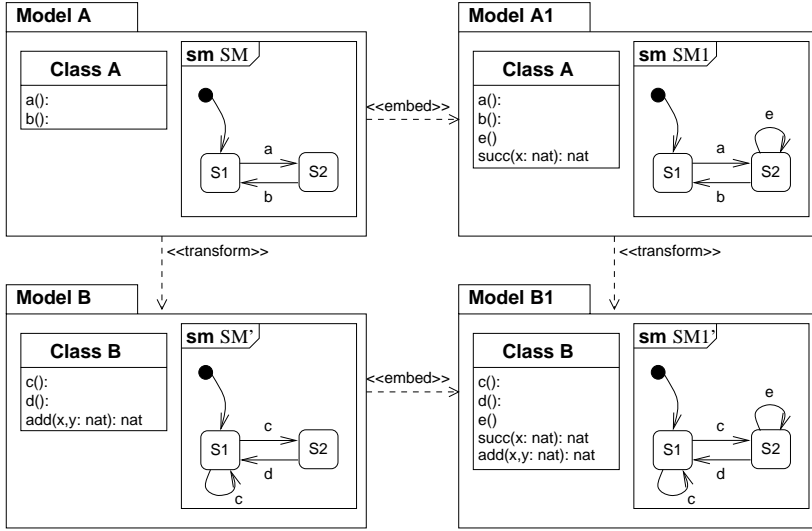 Model A
Class A
a():
b():
sm SM
S1
a
S2
b
<<embed>>
Model A1
Class A
a():
b():
e()
succ(x: nat): nat
sm SM1
e
S1
a
S2
b
<<transform>>
<<transform>>
Model B
Class B
c():
d():
add(x,y: nat): nat
sm SM'
S1
c
S2
d
c
<<embed>>
Model B1
Class B
c():
d():
e()
succ(x: nat): nat
add(x,y: nat): nat
sm SM1'
e
S1
c
S2
d
c